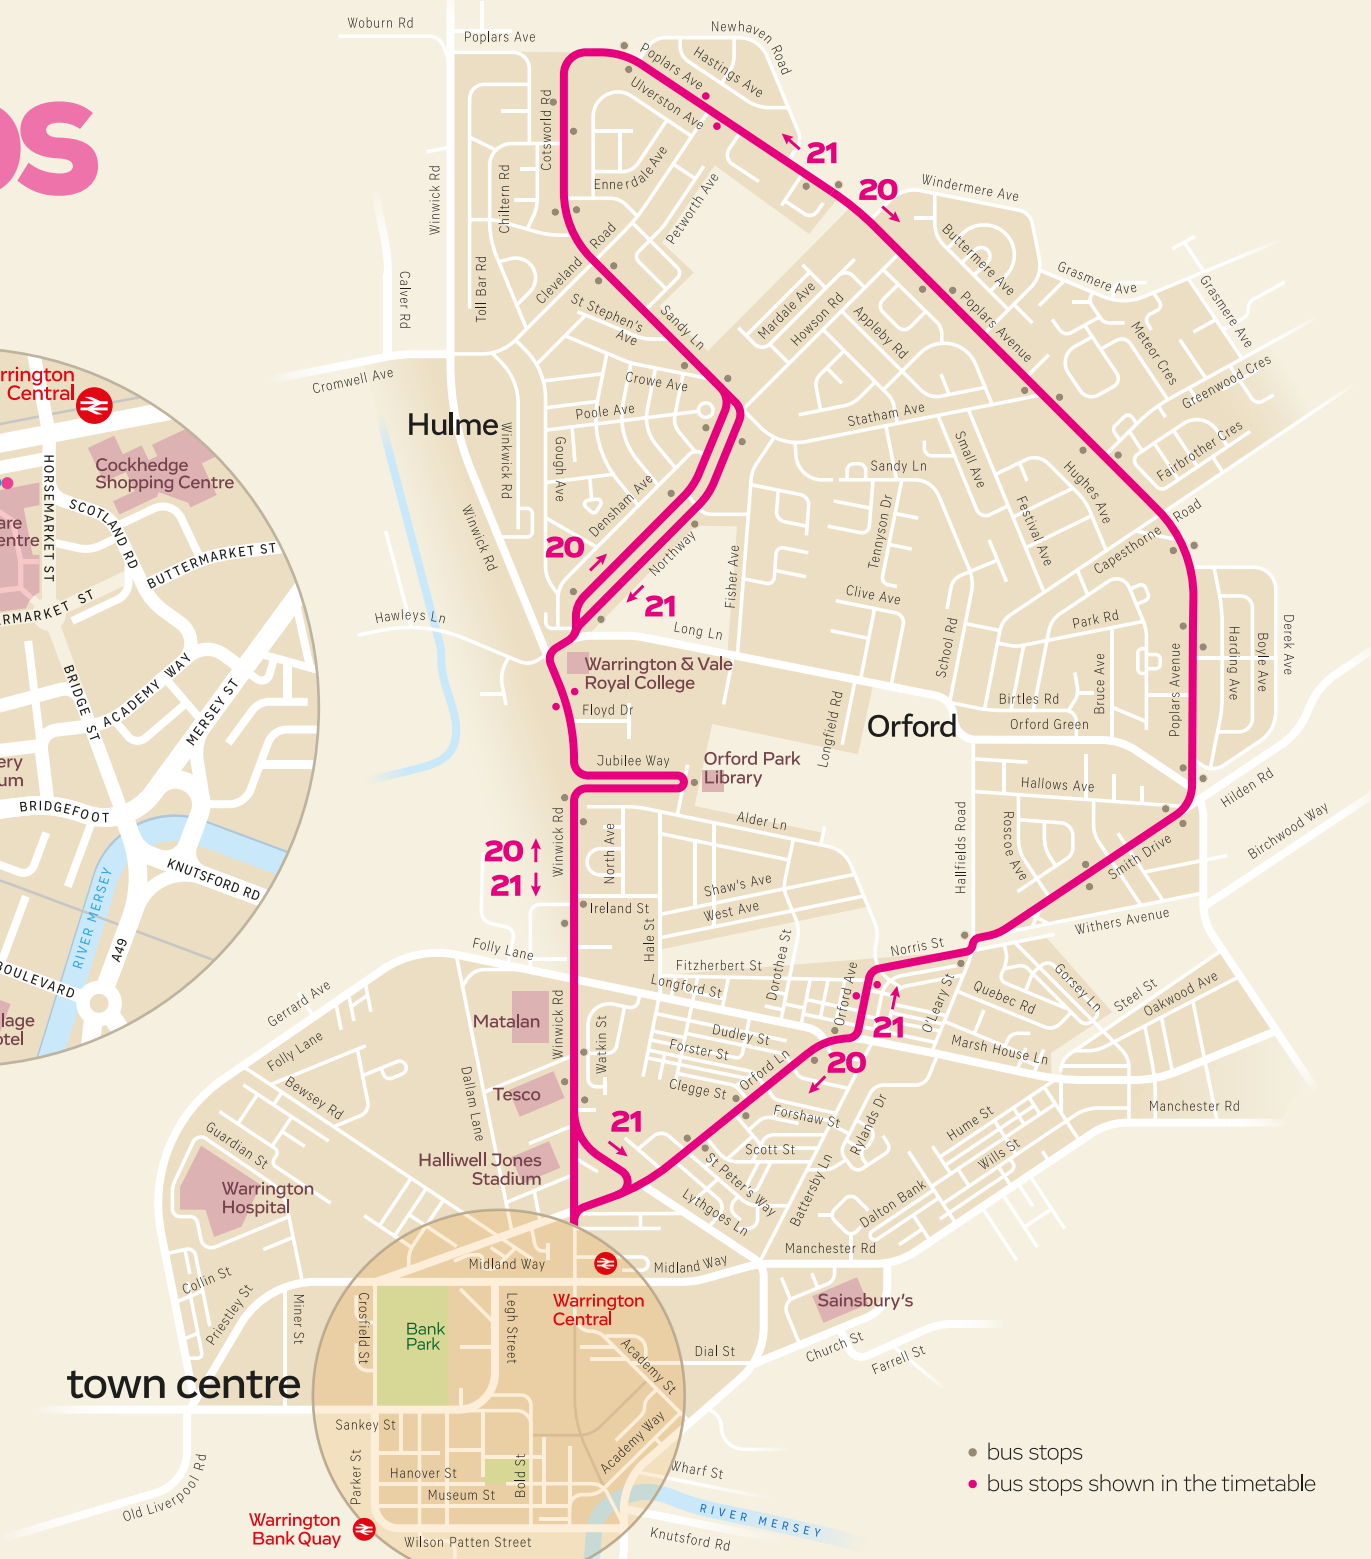 Woburn Rd
Poplars Ave
Newhaven Road
Poplars Ave
Hastings Ave
Ulverston Ave
os
Cotsworld Rd
21
20
Windermere Ave
Ennerdale Ave
Petworth Ave
Winwick Rd
Chiltern Rd
Buttermere Ave
Cleveland Road
Grasmere Ave
Grasmere Ave
Calver Rd
Toll Bar Rd
St Stephen's
Ave
Sandy Ln
Mardale Ave
Howson Rd
Appleby Rd
Poplars Avenue
Meteor Cres
Greenwood Cres
Cromwell Ave
Crowe Ave
Poole Ave
Statham Ave
Hulme
Winkwick Rd
Gough Ave
Fairbrother Cres
Small Ave
Sandy Ln
Hughes Ave
Densham Ave
Winwick Rd
Tennyson Dr
Festival Ave
Capesthorne Road
20
Northway
Fisher Ave
21
Clive Ave
Hawleys Ln
Long Ln
School Rd
Park Rd
Derek Ave
Harding Ave
Boyle Ave
Warrington & Vale
Royal College
Floyd Dr
Longfield Rd
Orford
Birtles Rd
Orford Green
Bruce Ave
Poplars Avenue
Jubilee Way
Orford Park
Library
Hallows Ave
Hilden Rd
Alder Ln
Birchwood Way
Winwick Rd
North Ave
Hallfields Road
Roscoe Ave
Smith Drive
20
21
Shaw's Ave
West Ave
Ireland St
Withers Avenue
Folly Lane
Hale St
Norris St
Dorothea St
Fitzherbert St
Longford St
Gerrard Ave
Orford Ave
O'Leary St
Quebec Rd
Gorsey Ln
Steel St
Oakwood Ave
Matalan
Winwick Rd
Watkin St
Dudley St
Forster St
21
Folly Lane
Marsh House Ln
20
Orford Ln
Clegge St
Bewsey Rd
Dallam Lane
Tesco
Forshaw St
Rylands Dr
Manchester Rd
21
Hume St
Guardian St
Scott St
Wills St
Halliwell Jones
Stadium
St Peter's Way
Battersby Ln
Warrington
Hospital
Lythgoes Ln
Dalton Bank
Manchester Rd
Midland Way
Midland Way
Collin St
Priestley St
Miner St
Crosfield St
Legh Street
Warrington
Central
Sainsbury's
Bank
Park
Academy St
Dial St
Church St
Farrell St
town centre
Sankey St
Academy Way
Parker St
Hanover St
Bold St
Museum St
Wharf St
Old Liverpool Rd
Warrington
Bank Quay
RIVER MERSEY
Wilson Patten Street
Knutsford Rd
bus stops
bus stops shown in the timetable
rrington
Central
Cockhedge
Shopping Centre
HORSEMARKET ST
SCOTLAND RD
are
entre
BUTTERMARKET ST
ERMARKET ST
BRIDGE ST
ACADEMY WAY
MERSEY ST
ery
um
BRIDGEFOOT
KNUTSFORD RD
RIVER MERSEY
A49
BOULEVARD
lage
otel